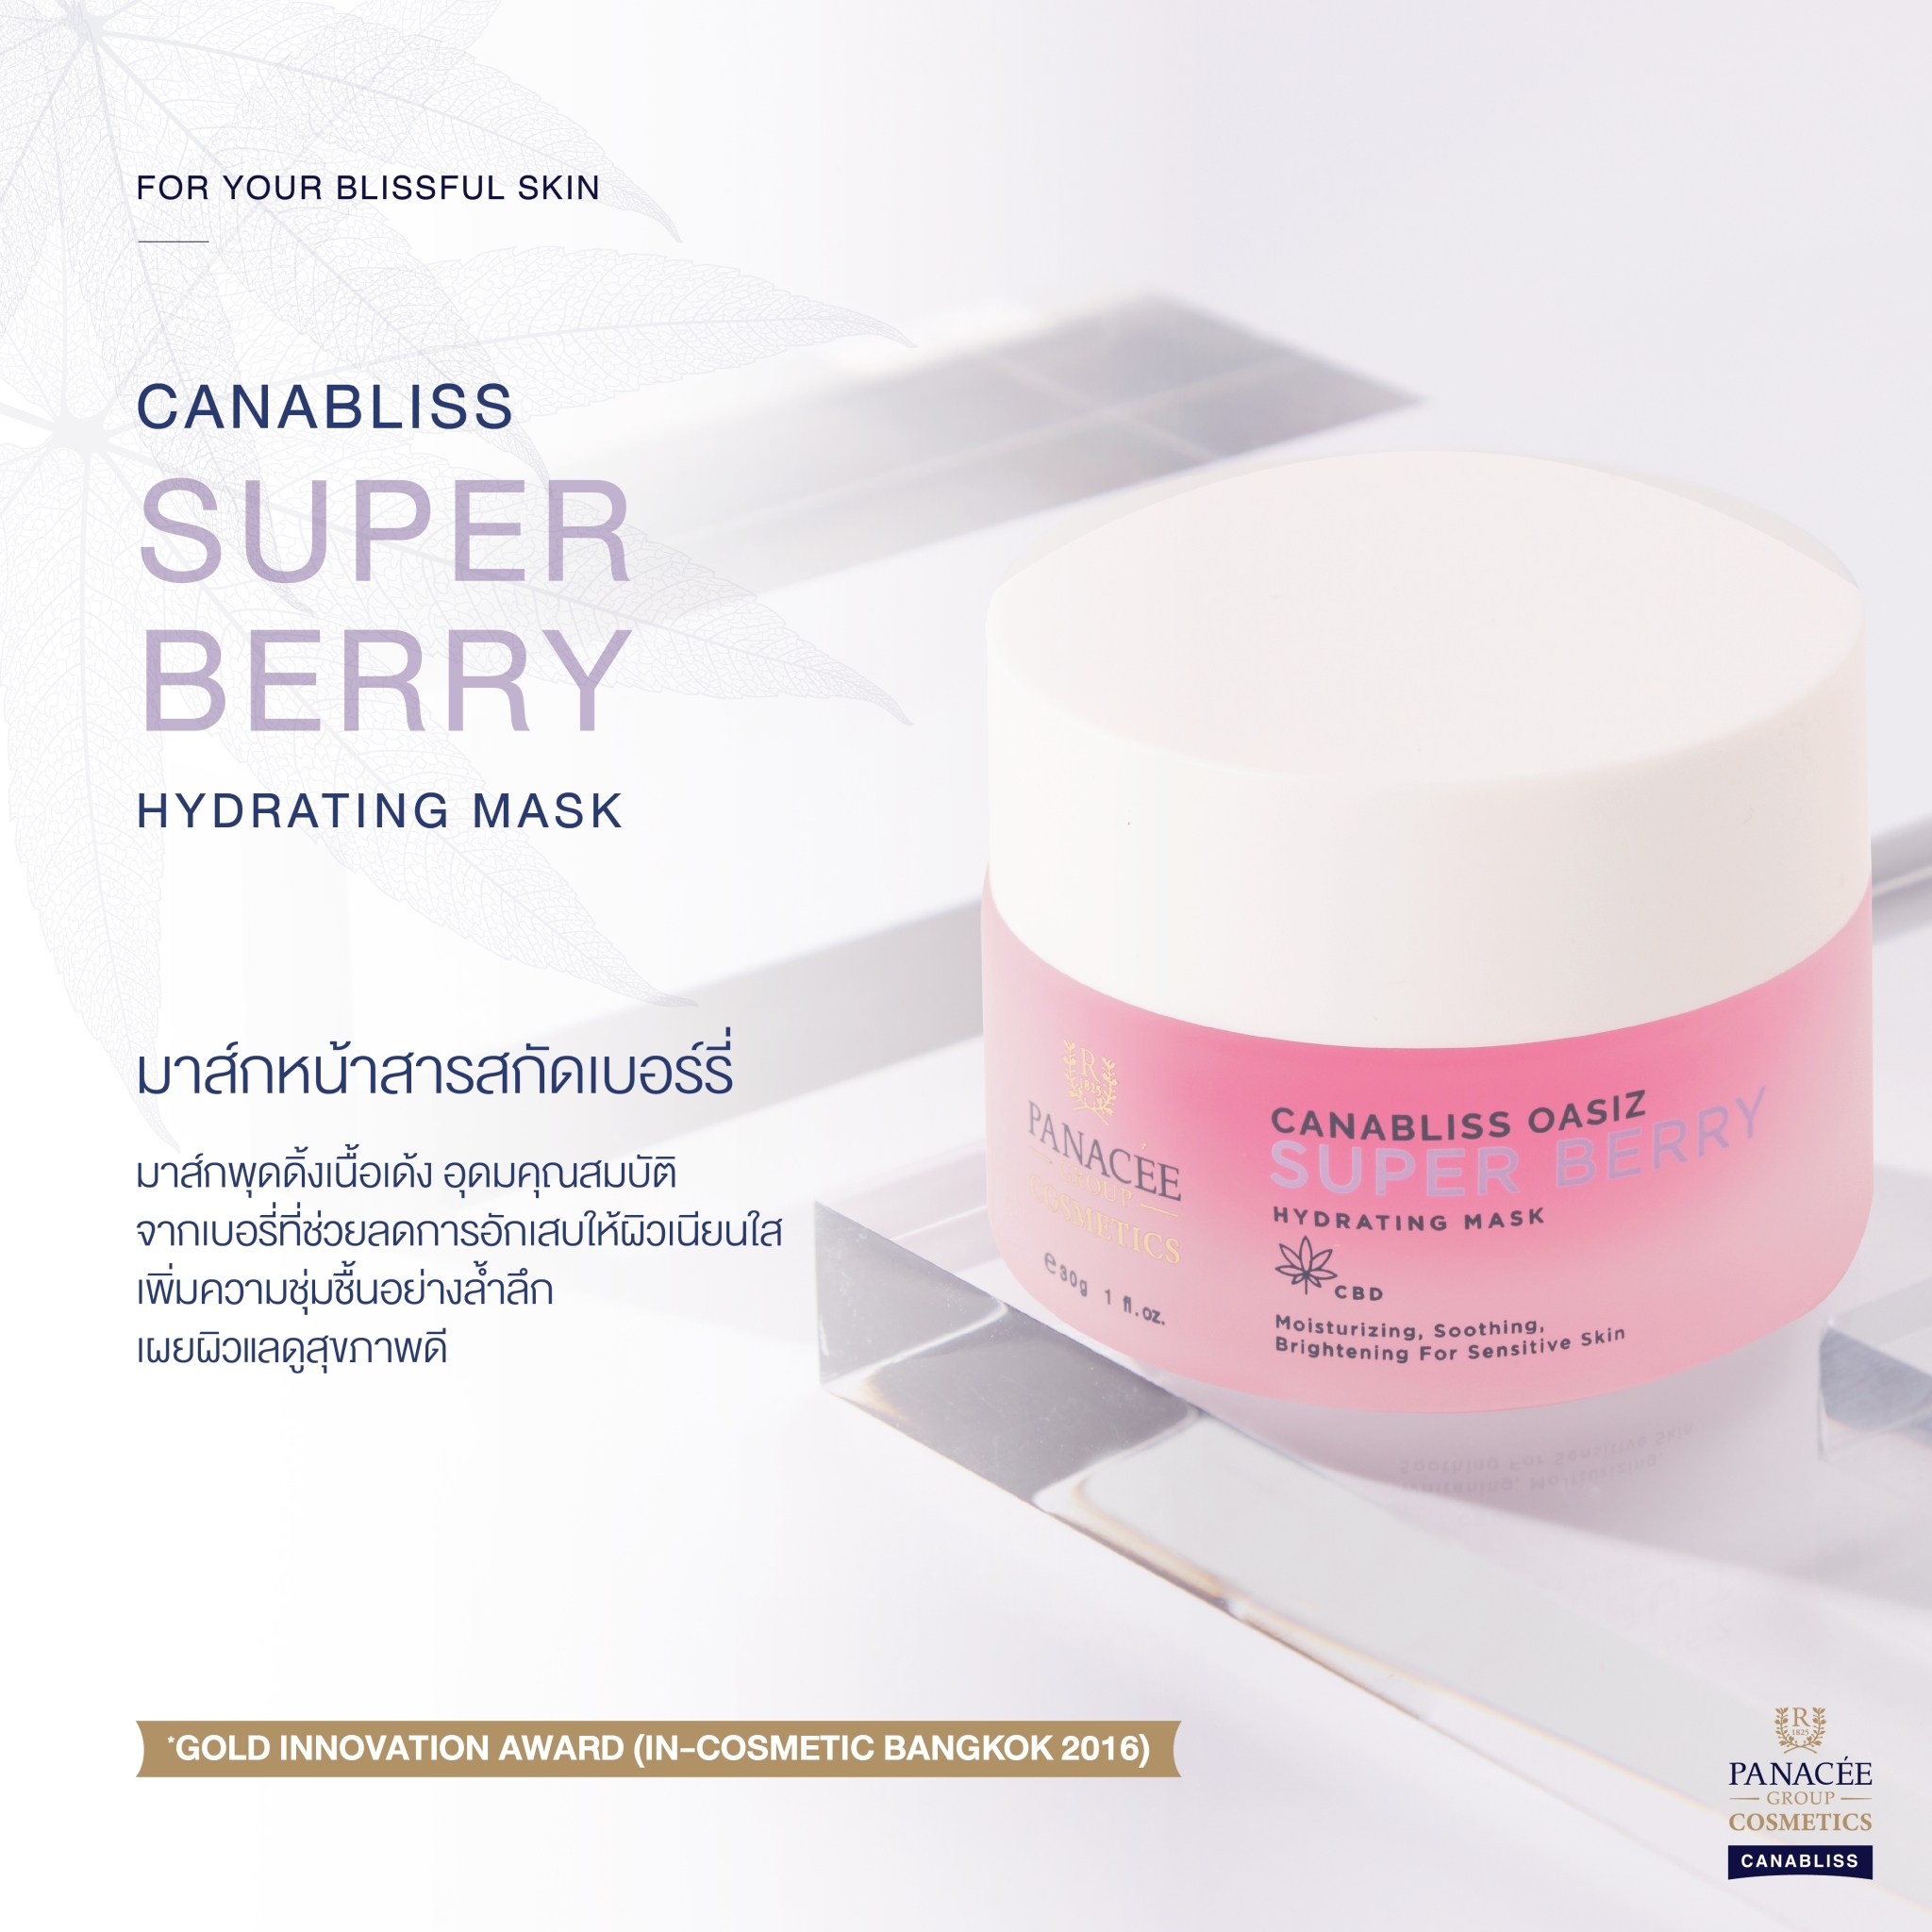 FOR YOUR BLISSFUL SKIN
CANABLISS
SUPER
BERRY
HYDRATING MASK
มาส์กหน้าสารสกัดเบอร์รี่
มาส์กพุดดิ้งเนื้อเด้ง อุดมคุณสมบัติ
จากเบอรี่ที่ช่วยลดการอักเสบให้ผิวเนียนใส
เพิ่มความชุ่มชื้นอย่างล้ำลึก
เผยผิวแลดูสุขภาพดี
R
1825
PANACÉE
GROUP
COSMETICS
e30g 1 fl.oz.
CANABLISS OASIZ
SUPER BERRY
HYDRATING MASK
CBD
Moisturizing, Soothing,
Brightening For Sensitive Skin
*GOLD INNOVATION AWARD (IN-COSMETIC BANGKOK 2016)
R
1825
PANACÉE
GROUP
COSMETICS
CANABLISS